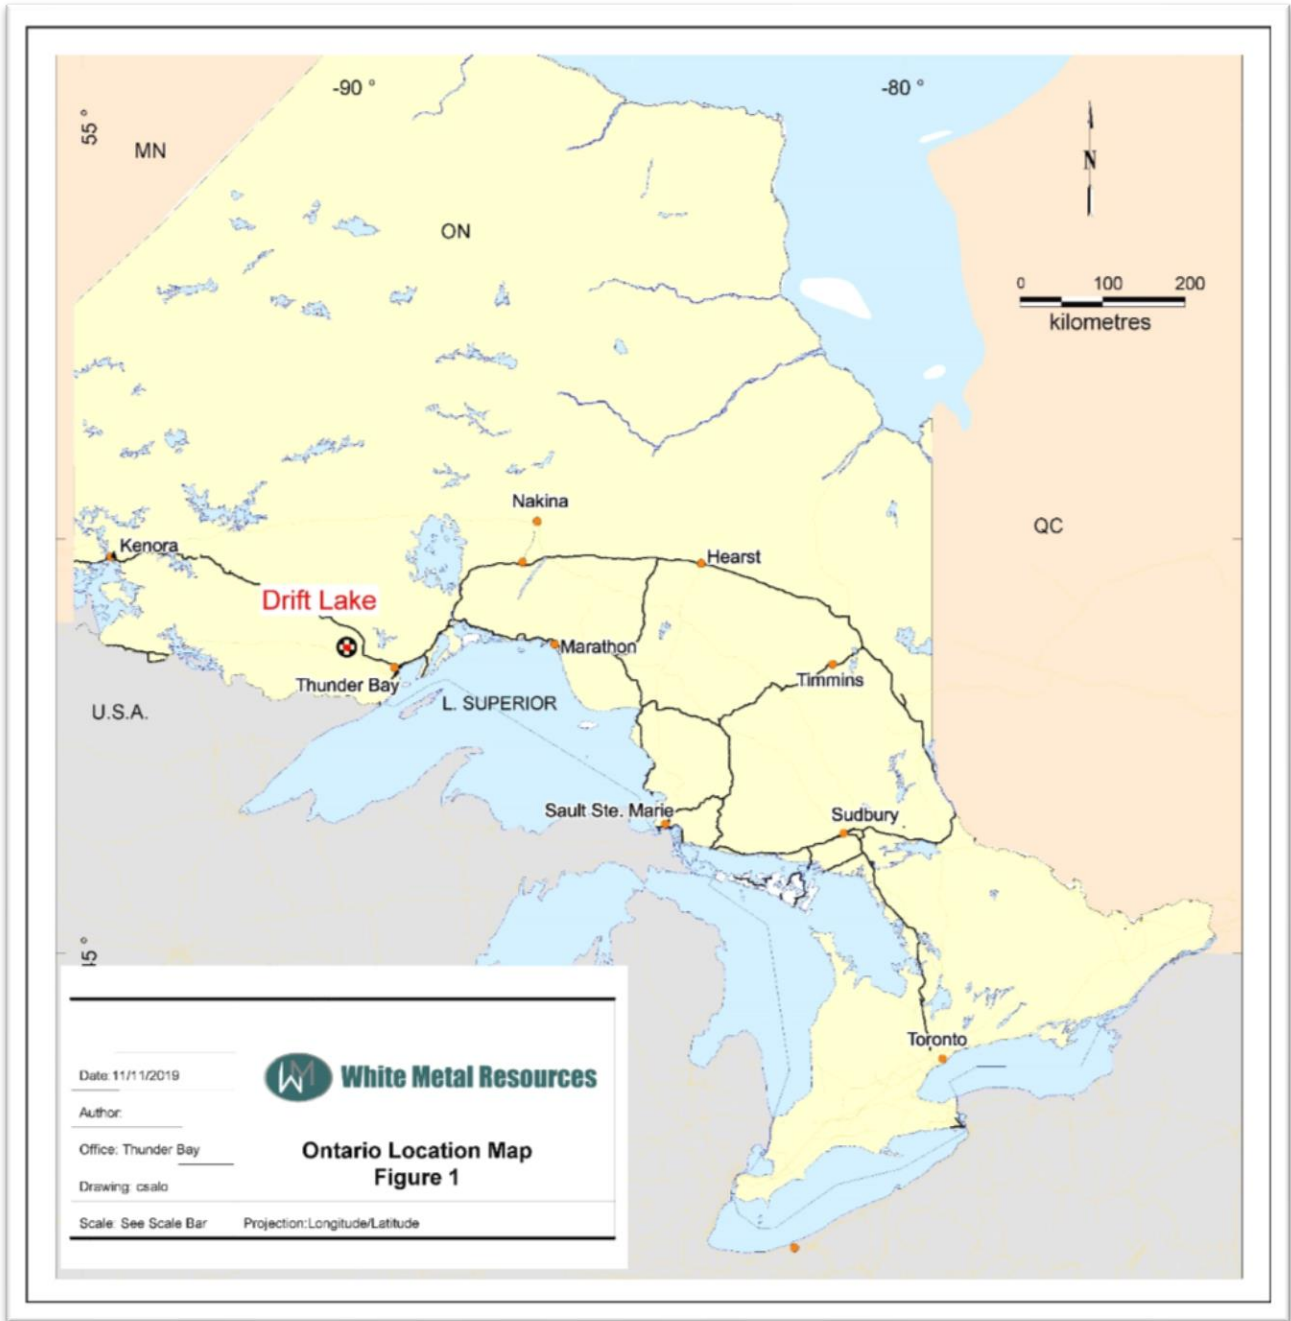 -90 °
-80 °
55 °
MN
N
ON
0 100 200
kilometres
Nakina
QC
Kenora
Hearst
Drift Lake
Marathon
Thunder Bay
Timmins
L. SUPERIOR
U.S.A.
Sault Ste. Marie
Sudbury
5 °
Toronto
Date: 11/11/2019
WM White Metal Resources
Author:
Office: Thunder Bay
Ontario Location Map
Figure 1
Drawing: csalo
Scale: See Scale Bar Projection:Longitude/Latitude